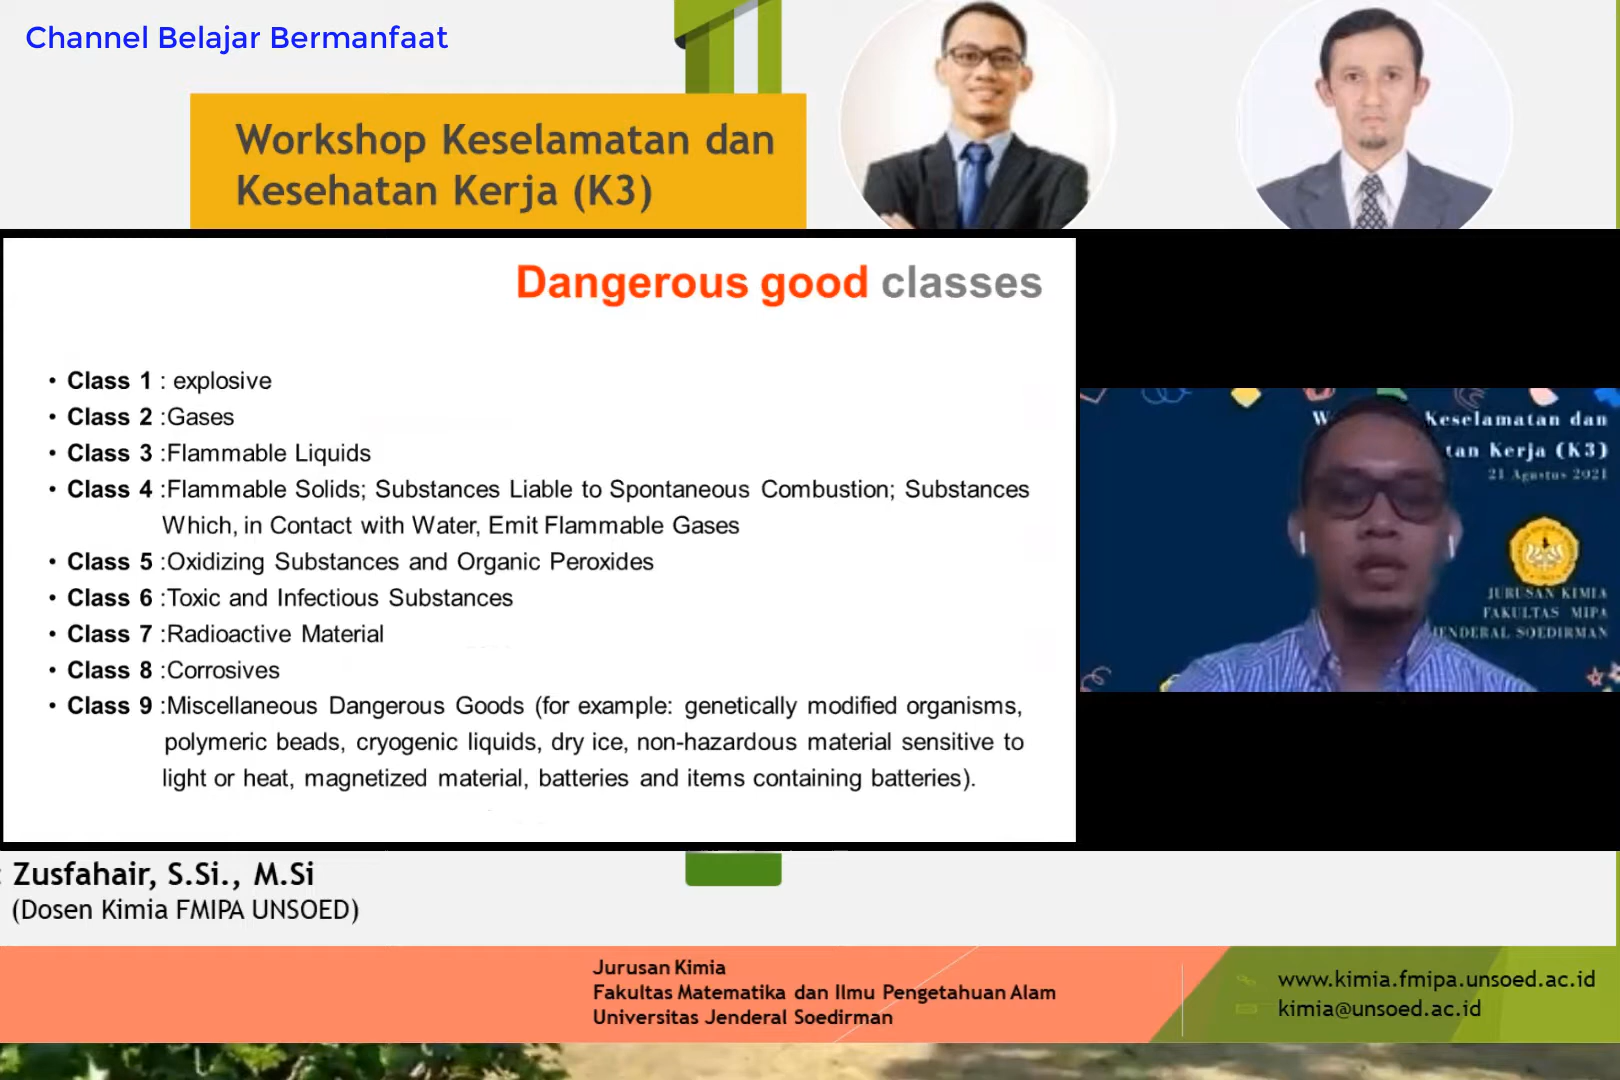 Channel Belajar Bermanfaat
Workshop Keselamatan dan
Kesehatan Kerja (K3)
Dangerous good classes
• Class 1 : explosive
• Class 2 :Gases
• Class 3 :Flammable Liquids
• Class 4 :Flammable Solids; Substances Liable to Spontaneous Combustion; Substances
Which, in Contact with Water, Emit Flammable Gases
• Class 5 :Oxidizing Substances and Organic Peroxides
• Class 6 :Toxic and Infectious Substances
• Class 7 :Radioactive Material
• Class 8 :Corrosives
• Class 9 :Miscellaneous Dangerous Goods (for example: genetically modified organisms,
polymeric beads, cryogenic liquids, dry ice, non-hazardous material sensitive to
light or heat, magnetized material, batteries and items containing batteries).
Keselamatan dan
Kerja (K3)
21 Agustus 2021
JURUSAN KIMIA
FAKULTAS MIPA
JENDERAL SOEDIRMAN
: Zusfahair, S.Si., M.Si
(Dosen Kimia FMIPA UNSOED)
Jurusan Kimia
Fakultas Matematika dan Ilmu Pengetahuan Alam
Universitas Jenderal Soedirman
www.kimia.fmipa.unsoed.ac.id
kimia@unsoed.ac.id